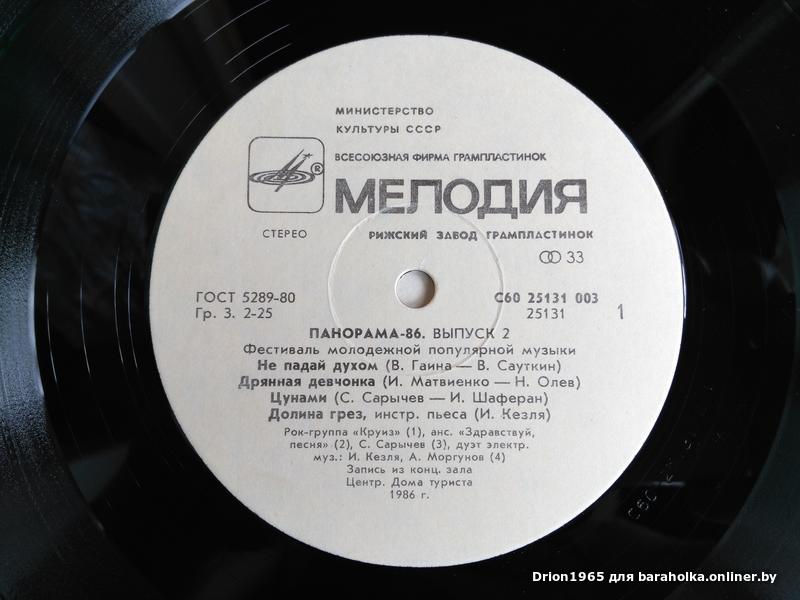 МИНИСТЕРСТВО
КУЛЬТУРЫ СССР
ВСЕСОЮЗНАЯ ФИРМА ГРАМПЛАСТИНОК
®
МЕЛОДИЯ
СТЕРЕО
РИЖСКИЙ ЗАВОД ГРАМПЛАСТИНОК
33
ГОСТ 5289-80
С60 25131 003
Гр. 3. 2-25
25131
1
ПАНОРАМА-86. ВЫПУСК 2
Фестиваль молодежной популярной музыки
Не падай духом (В. Гаина — В. Сауткин)
Дрянная девчонка (И. Матвиенко — Н. Олев)
Цунами (С. Сарычев — И. Шаферан)
Долина грез, инстр. пьеса (И. Кезля)
Рок-группа «Круиз» (1), анс. «Здравствуй,
песня» (2), С. Сарычев (3), дуэт электр.
муз.: И. Кезля, А. Моргунов (4)
Запись из конц. зала
Центр. Дома туриста
1986 г.
Drion1965 для baraholka.onliner.by